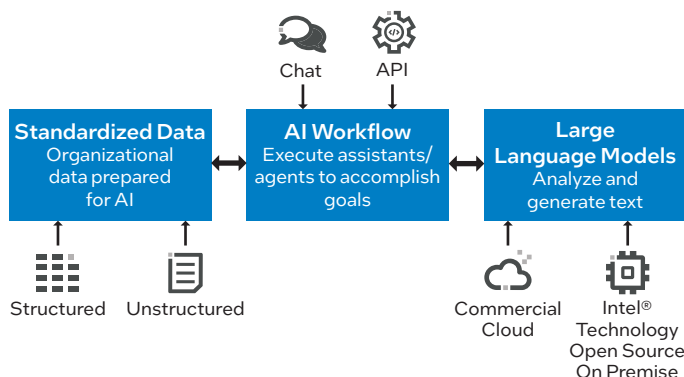 Chat
API
Standardized Data
Organizational
data prepared
for AI
AI Workflow
Execute assistants/
agents to accomplish
goals
Large
Language Models
Analyze and
generate text
Structured
Unstructured
Commercial
Cloud
Intel®
Technology
Open Source
On Premise